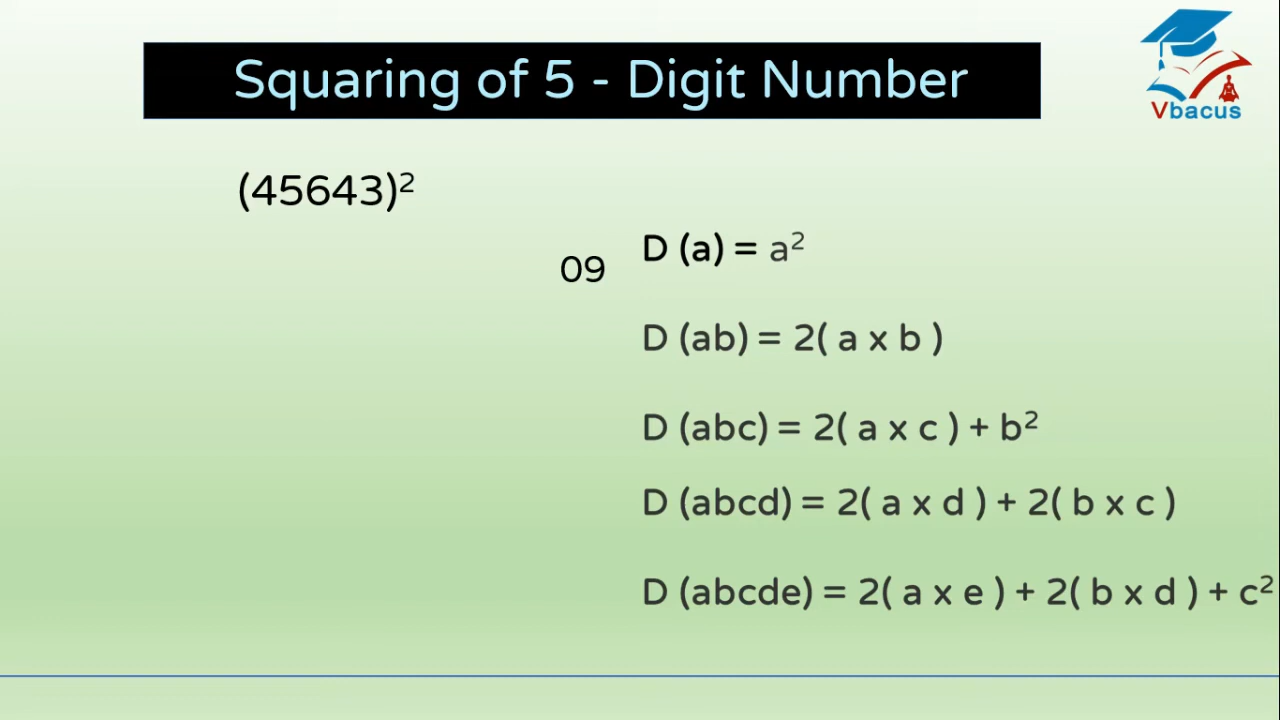 Squaring of 5 - Digit Number
Vbacus
(45643)²
D (a) = a²
09
D (ab) = 2( a x b )
D (abc) = 2( a x c ) + b²
D (abcd) = 2( a x d ) + 2( b x c )
D (abcde) = 2( a x e ) + 2( b x d ) + c²